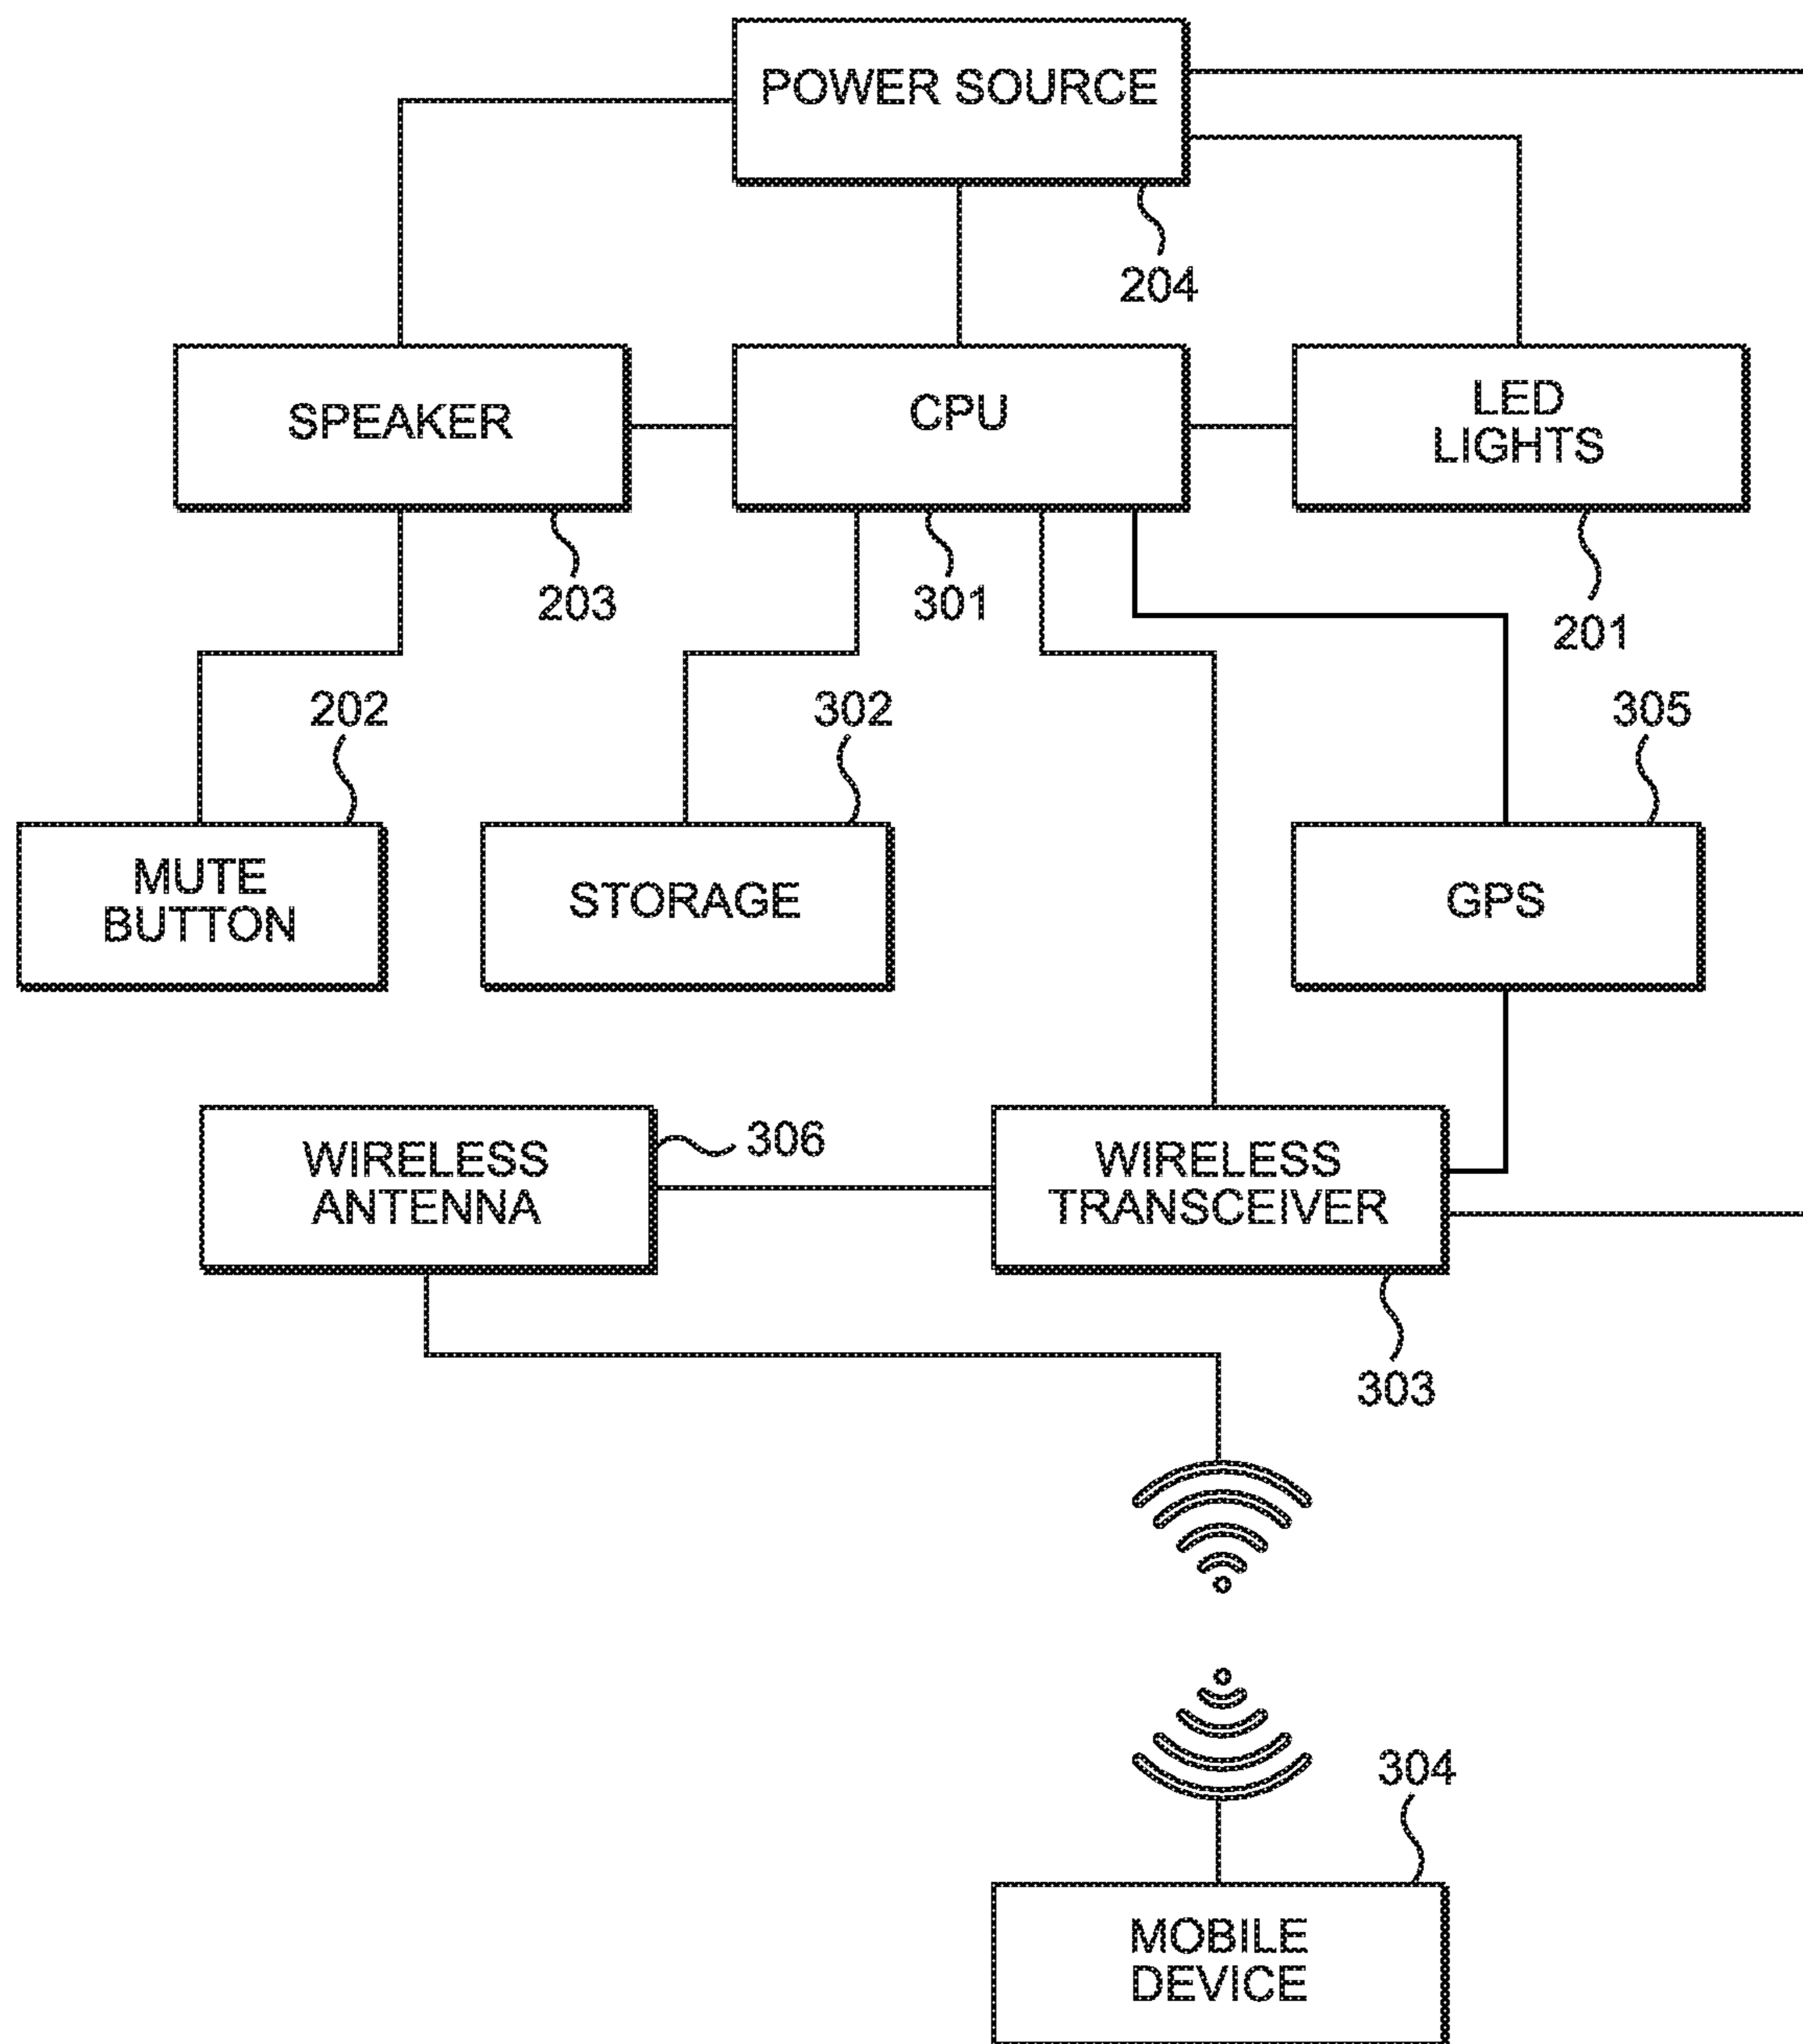 POWER SOURCE
204
SPEAKER
CPU
LED
LIGHTS
203
301
201
202
302
305
MUTE
BUTTON
STORAGE
GPS
WIRELESS
ANTENNA
306
WIRELESS
TRANSCEIVER
303
304
MOBILE
DEVICE